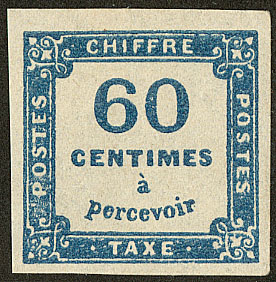 CHIFFRE
POSTES
60
CENTIMES
à
percevoir
POSTES
· TAXE ·